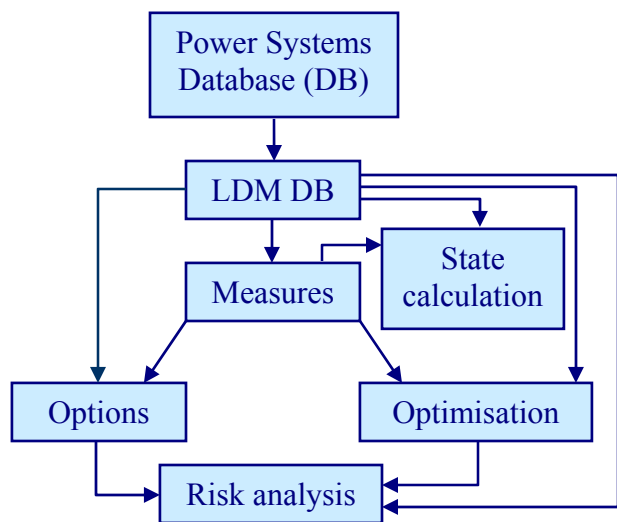 Power Systems
Database (DB)
LDM DB
State
calculation
Measures
Options
Optimisation
Risk analysis